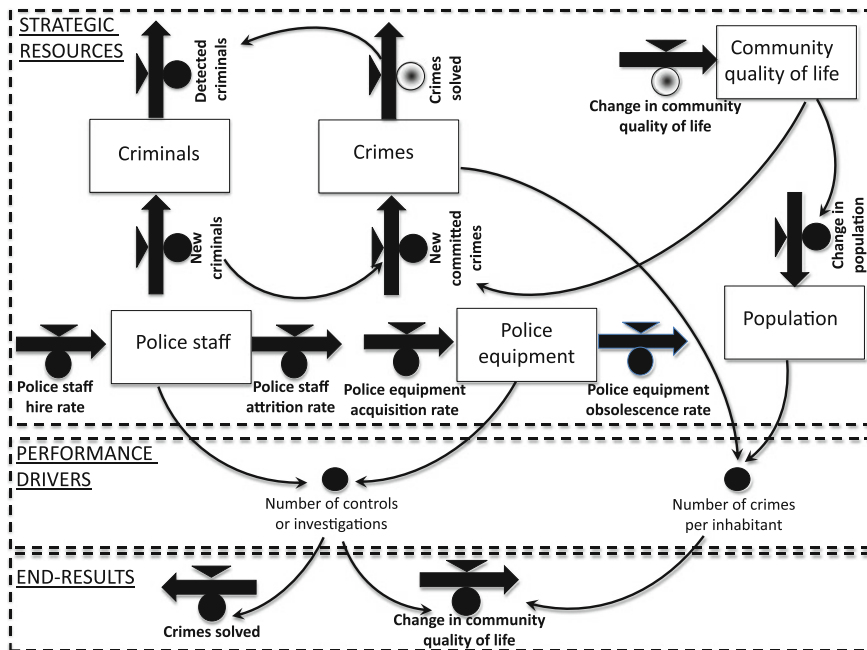 STRATEGIC
RESOURCES
Detected
criminals
Crimes
solved
Change in community
quality of life
Community
quality of life
Criminals
Crimes
New
criminals
New
committed
crimes
Change in
population
Population
Police staff
Police
equipment
Police staff
hire rate
Police staff
attrition rate
Police equipment
acquisition rate
Police equipment
obsolescence rate
PERFORMANCE
DRIVERS
Number of controls
or investigations
Number of crimes
per inhabitant
END-RESULTS
Crimes solved
Change in community
quality of life